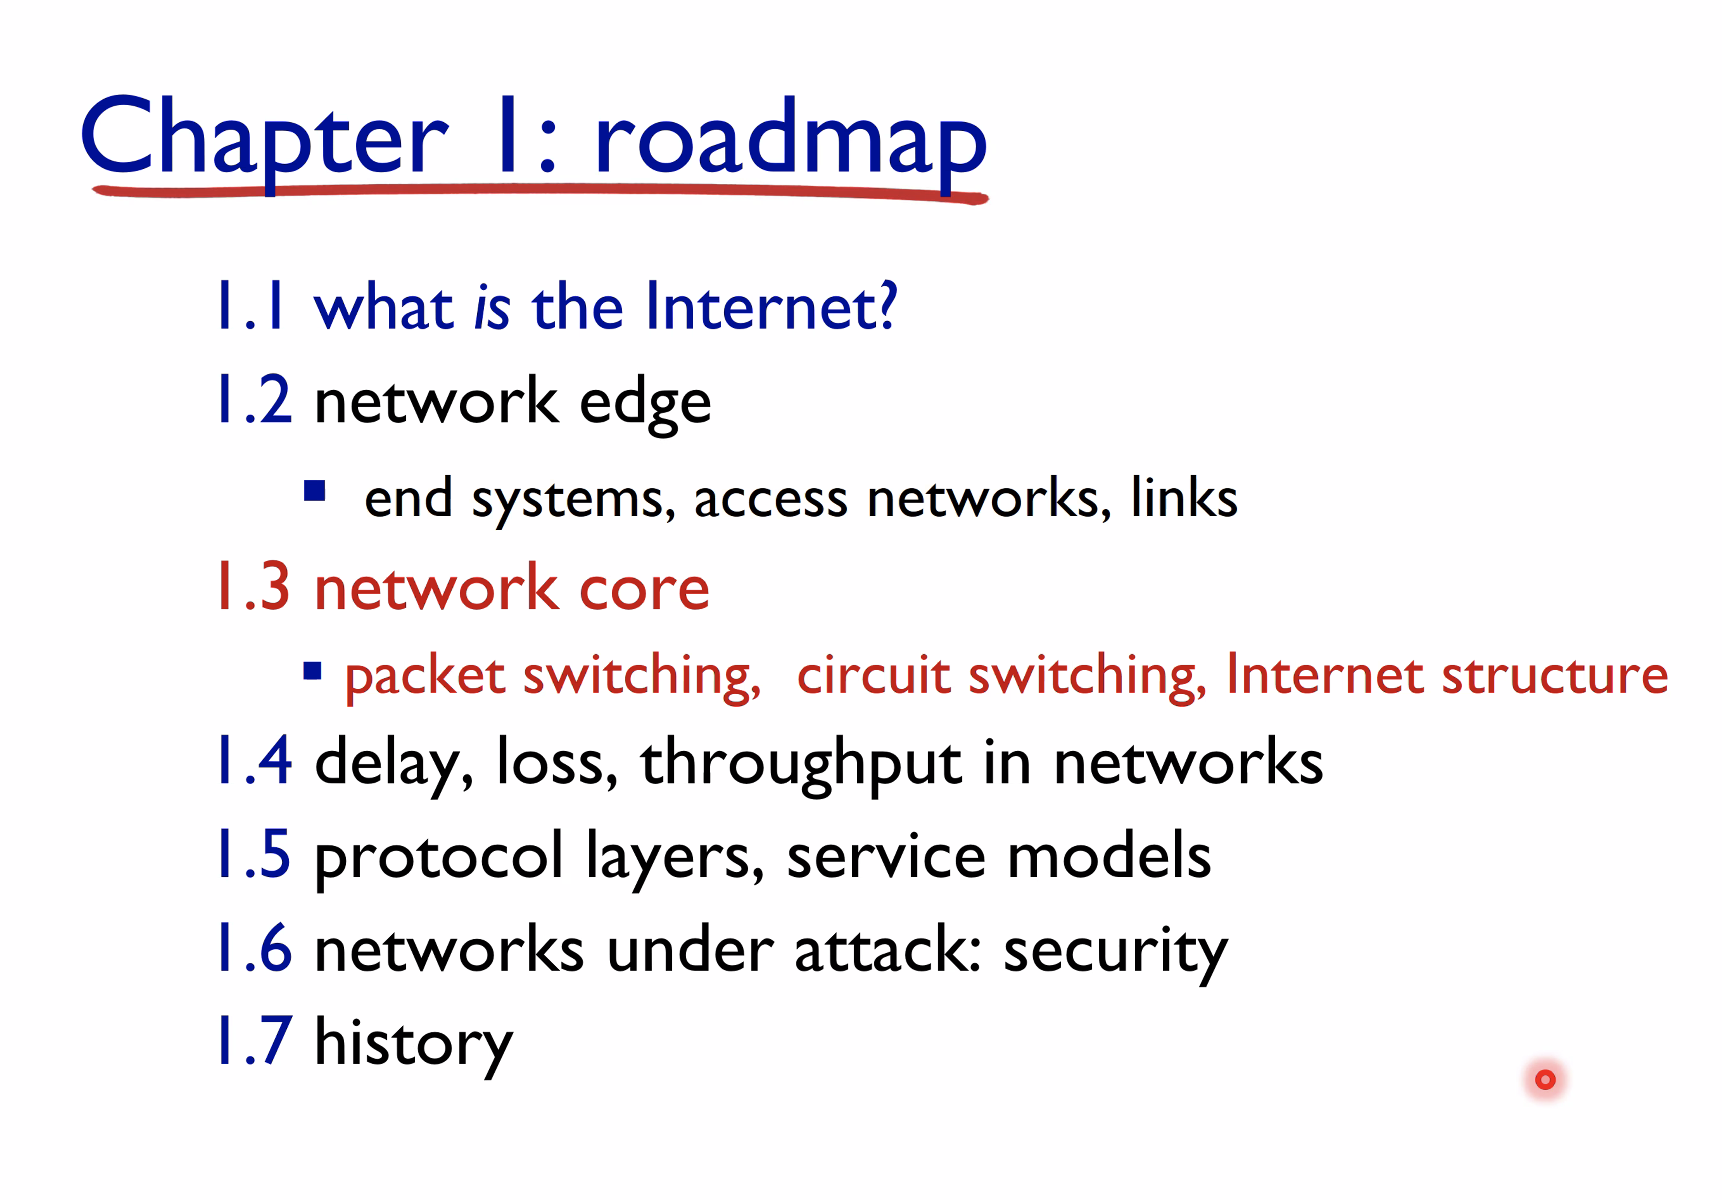 Chapter 1: roadmap
1.1 what is the Internet?
1.2 network edge
▪ end systems, access networks, links
1.3 network core
▪ packet switching, circuit switching, Internet structure
1.4 delay, loss, throughput in networks
1.5 protocol layers, service models
1.6 networks under attack: security
1.7 history